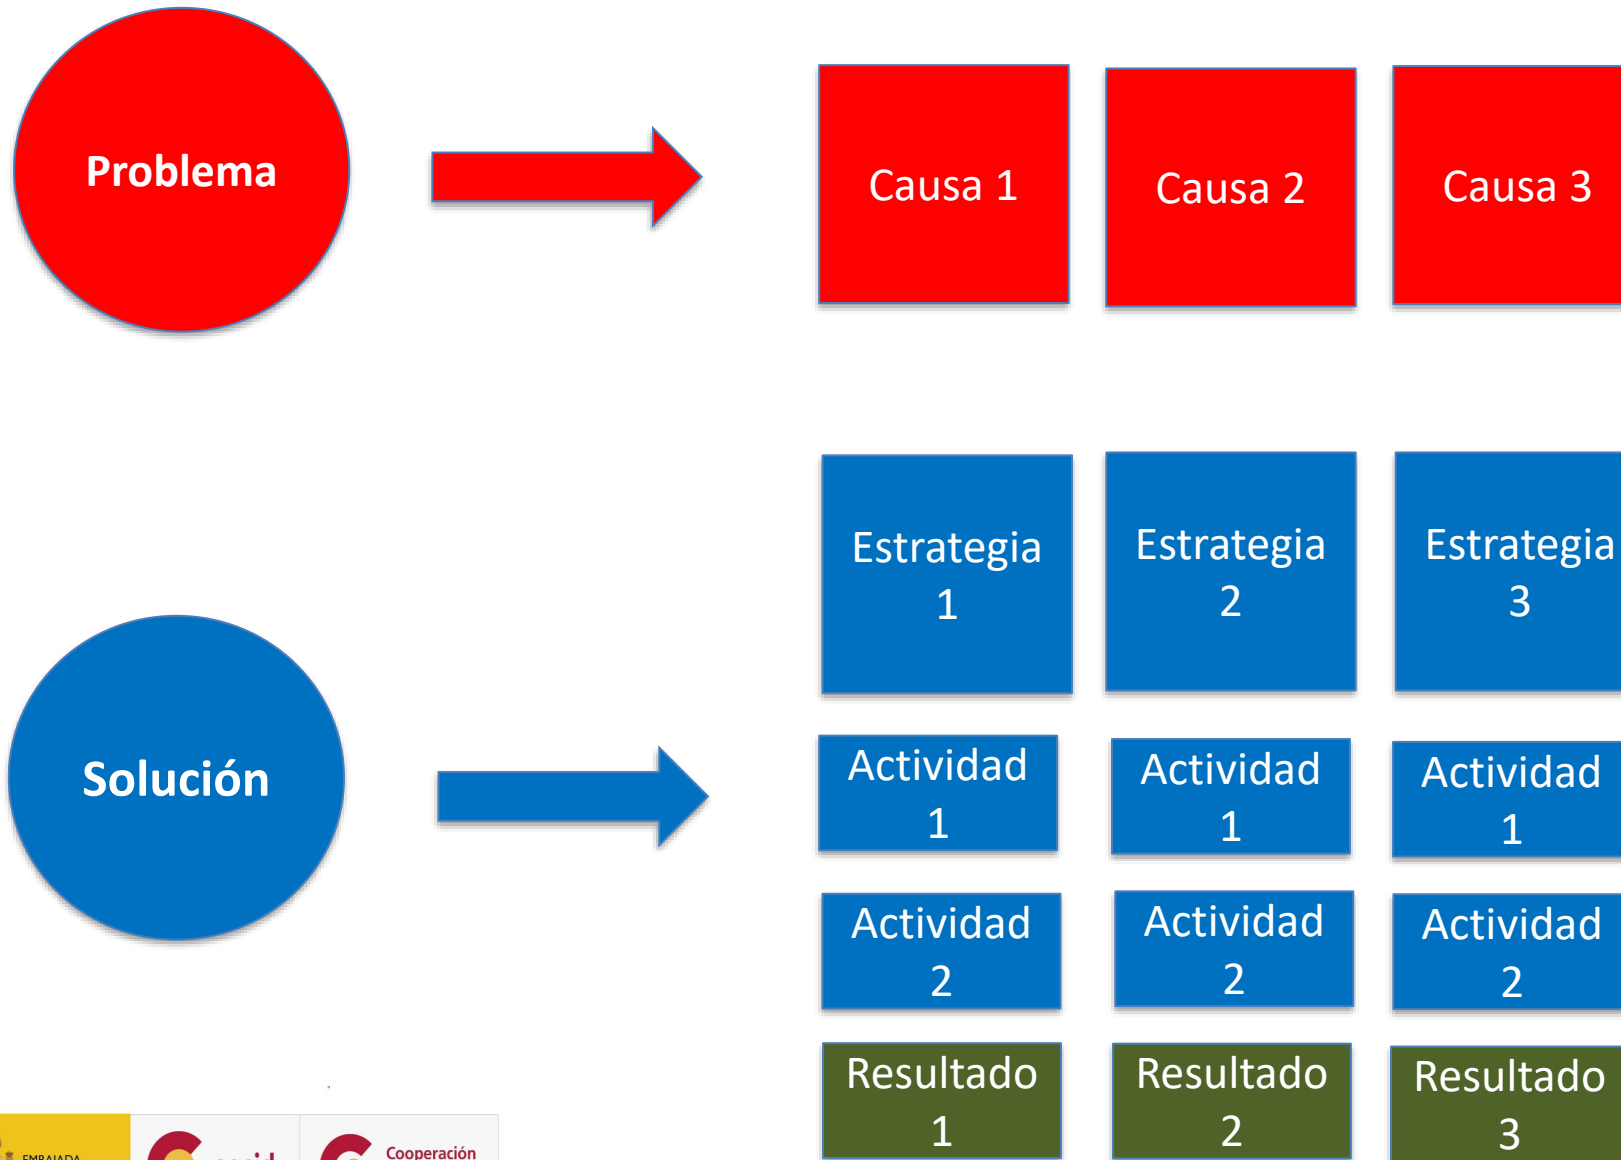 Problema
Causa 1
Causa 2
Causa 3
Estrategia
1
Estrategia
2
Estrategia
3
Solución
Actividad
1
Actividad
1
Actividad
1
Actividad
2
Actividad
2
Actividad
2
Resultado
1
Resultado
2
Resultado
3
Cooperación